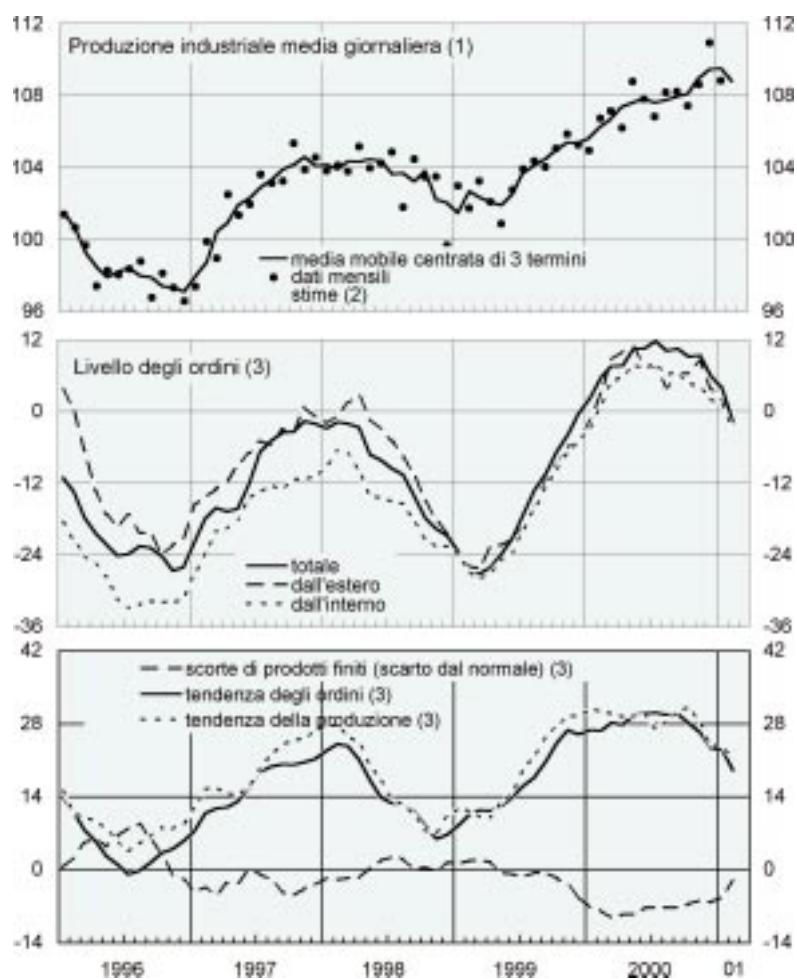 112 112
Produzione industriale media giornaliera (1)
108 108
104 104
100 100
media mobile centrata di 3 termini
dati mensili
stime (2)
96 96
12 12
Livello degli ordini (3)
0 0
-12 -12
-24 -24
totale
dall'estero
dall'interno
-36 -36
42 42
scorte di prodotti finiti (scarto dal normale) (3)
tendenza degli ordini (3)
28 28
tendenza della produzione (3)
14 14
0 0
-14 -14
1996 1997 1998 1999 2000 01